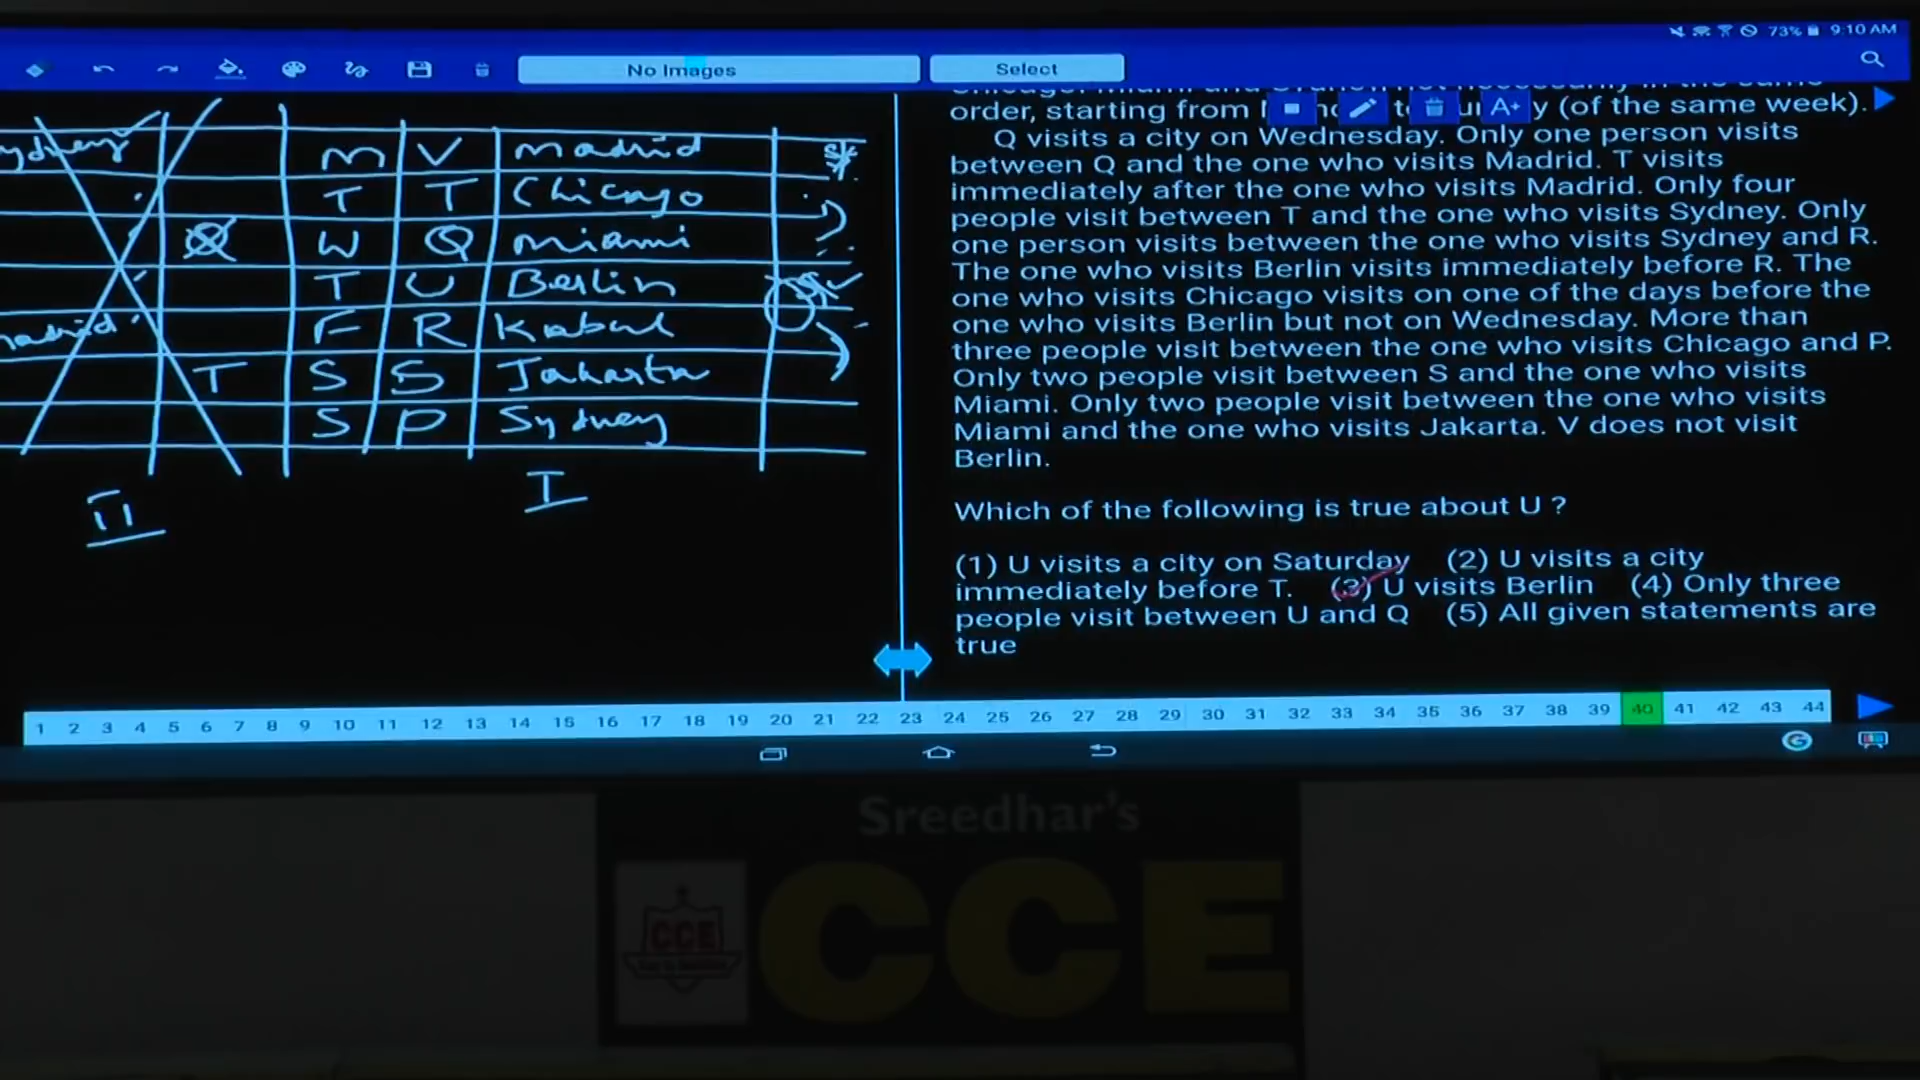 73% 9:10 AM
No Images
Select
order, starting from
y (of the same week).
A+
Q visits a city on Wednesday. Only one person visits
between Q and the one who visits Madrid. T visits
immediately after the one who visits Madrid. Only four
people visit between T and the one who visits Sydney. Only
one person visits between the one who visits Sydney and R.
The one who visits Berlin visits immediately before R. The
one who visits Chicago visits on one of the days before the
one who visits Berlin but not on Wednesday. More than
three people visit between the one who visits Chicago and P.
Only two people visit between S and the one who visits
Miami. Only two people visit between the one who visits
Miami and the one who visits Jakarta. V does not visit
Berlin.
Which of the following is true about U ?
(1) U visits a city on Saturday (2) U visits a city
immediately before T. (3) U visits Berlin (4) Only three
people visit between U and Q (5) All given statements are
true
M V Madrid
T T Chicago
Q W Q Miami
T U Berlin
F R Kabul
T S S Jakarta
S P Sydney
II
I
1 2 3 4 5 6 7 8 9 10 11 12 13 14 15 16 17 18 19 20 21 22 23 24 25 26 27 28 29 30 31 32 33 34 35 36 37 38 39 40 41 42 43 44
G
Sreedhar's
CCE
CCE